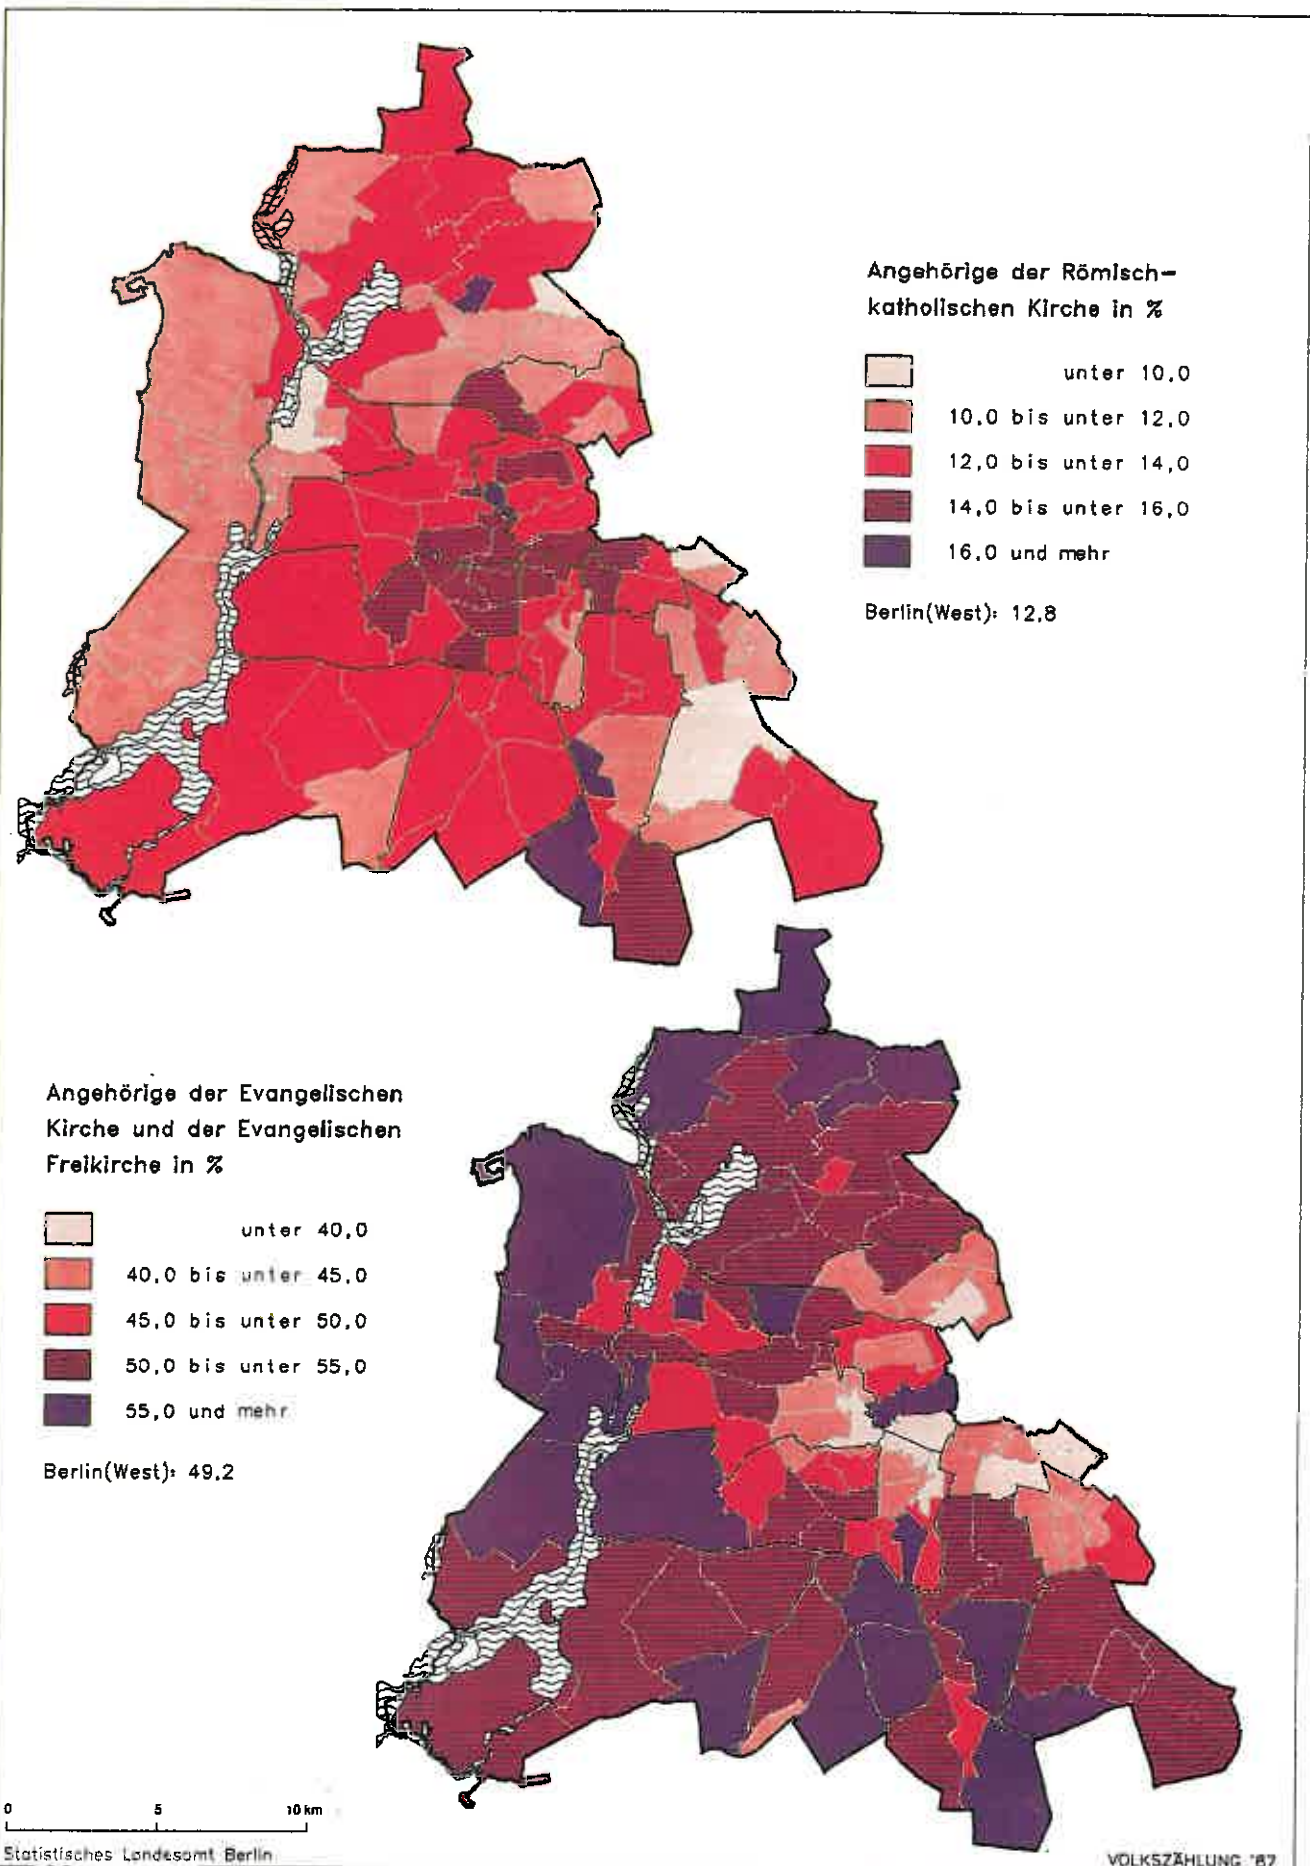 Angehörige der Römisch-
katholischen Kirche in %
unter 10,0
10,0 bis unter 12,0
12,0 bis unter 14,0
14,0 bis unter 16,0
16,0 und mehr
Berlin(West): 12,8
Angehörige der Evangelischen
Kirche und der Evangelischen
Freikirche in %
unter 40,0
40,0 bis unter 45,0
45,0 bis unter 50,0
50,0 bis unter 55,0
55,0 und mehr
Berlin(West): 49,2
0 5 10 km
Statistisches Landesamt Berlin
VOLKSZÄHLUNG '87